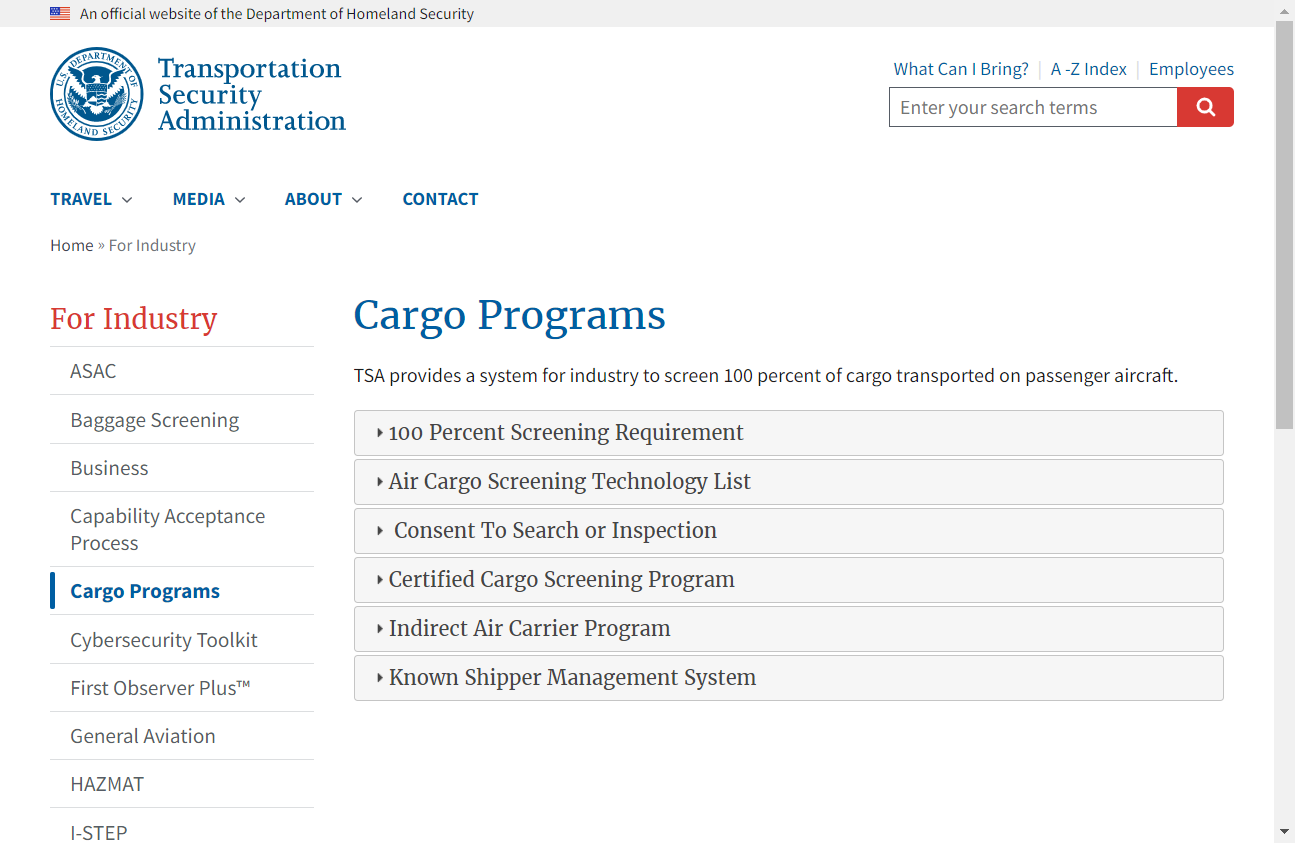 An official website of the Department of Homeland Security
U.S. DEPARTMENT OF HOMELAND SECURITY
Transportation
Security
Administration
What Can I Bring?
A -Z Index
Employees
Enter your search terms
TRAVEL
MEDIA
ABOUT
CONTACT
Home » For Industry
For Industry
ASAC
Baggage Screening
Business
Capability Acceptance
Process
Cargo Programs
Cybersecurity Toolkit
First Observer Plus™
General Aviation
HAZMAT
I-STEP
Cargo Programs
TSA provides a system for industry to screen 100 percent of cargo transported on passenger aircraft.
100 Percent Screening Requirement
Air Cargo Screening Technology List
Consent To Search or Inspection
Certified Cargo Screening Program
Indirect Air Carrier Program
Known Shipper Management System